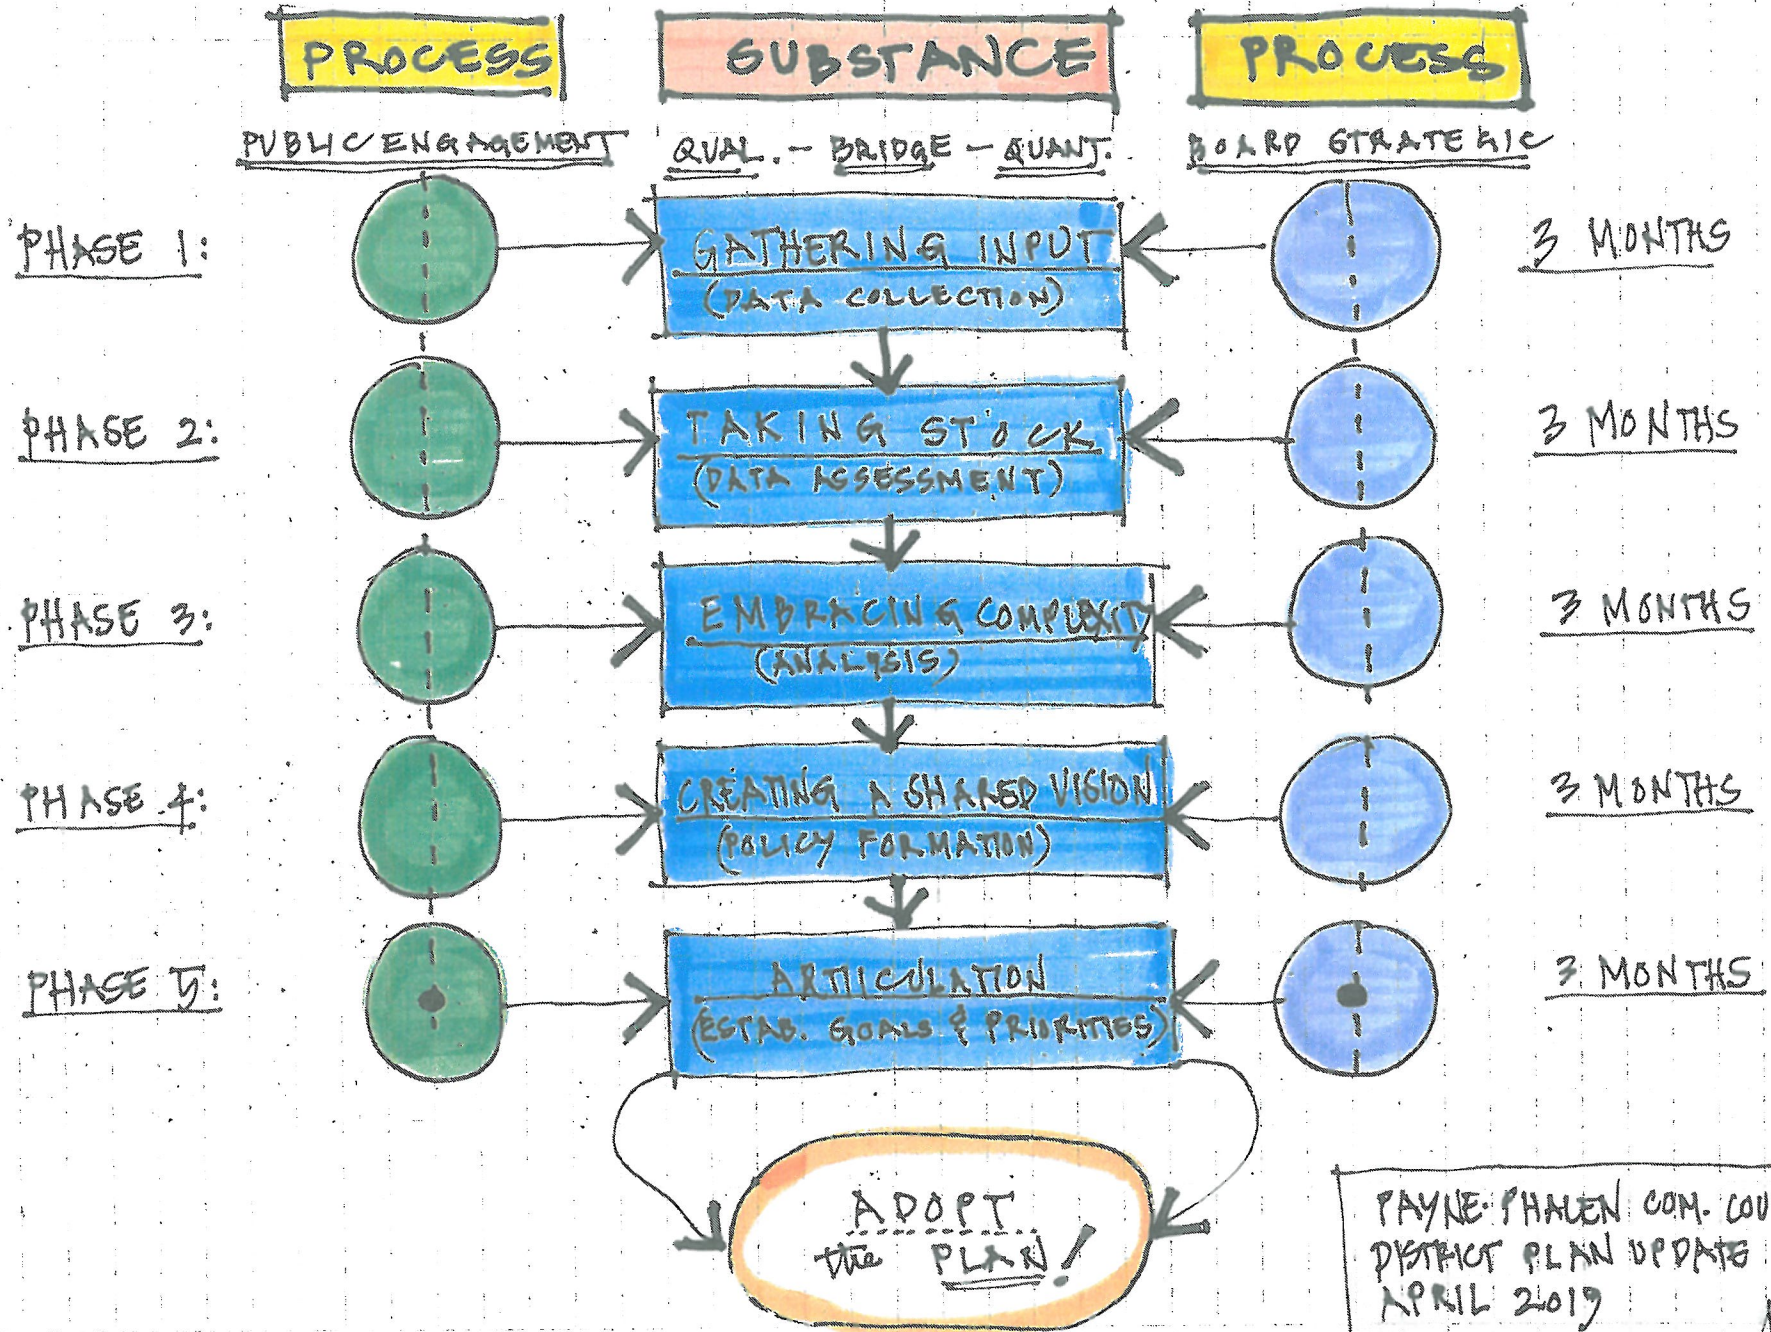 PROCESS
SUBSTANCE
PROCESS
PUBLIC ENGAGEMENT
QUAL. - BRIDGE - QUANT.
BOARD STRATEGIC
PHASE 1:
GATHERING INPUT
(DATA COLLECTION)
3 MONTHS
PHASE 2:
TAKING STOCK
(DATA ASSESSMENT)
3 MONTHS
PHASE 3:
EMBRACING COMPLEXITY
(ANALYSIS)
3 MONTHS
PHASE 4:
CREATING A SHARED VISION
(POLICY FORMATION)
3 MONTHS
PHASE 5:
ARTICULATION
(ESTAB. GOALS & PRIORITIES)
3 MONTHS
ADOPT
the PLAN!
PAYNE-PHALEN COM. COU
DISTRICT PLAN UPDATE
APRIL 2019